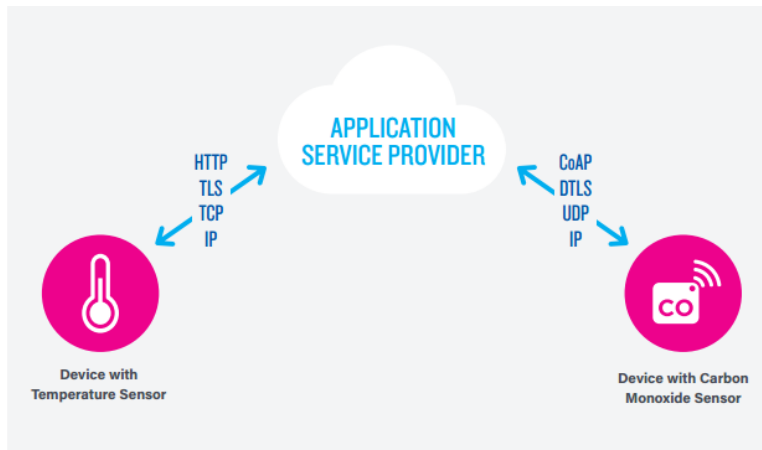 APPLICATION
SERVICE PROVIDER
HTTP
TLS
TCP
IP
CoAP
DTLS
UDP
IP
CO
Device with
Temperature Sensor
Device with Carbon
Monoxide Sensor